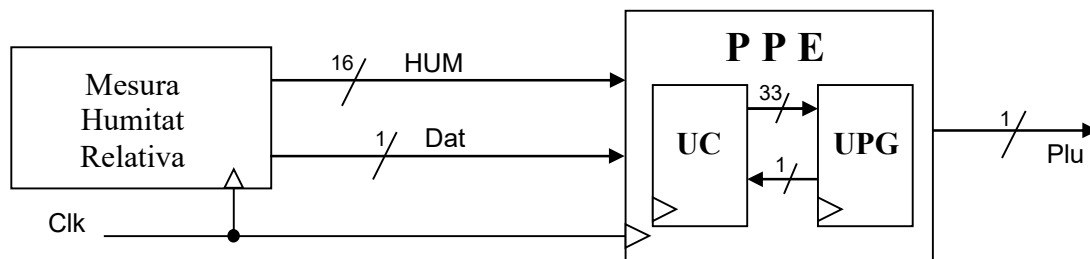 Mesura
Humitat
Relativa
16
HUM
1
Dat
Clk
P P E
UC
33
1
UPG
1
Plu